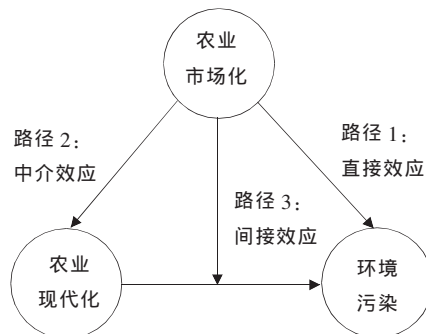 农业
市场化
路径 2：
中介效应
路径 1：
直接效应
路径 3：
间接效应
农业
现代化
环境
污染